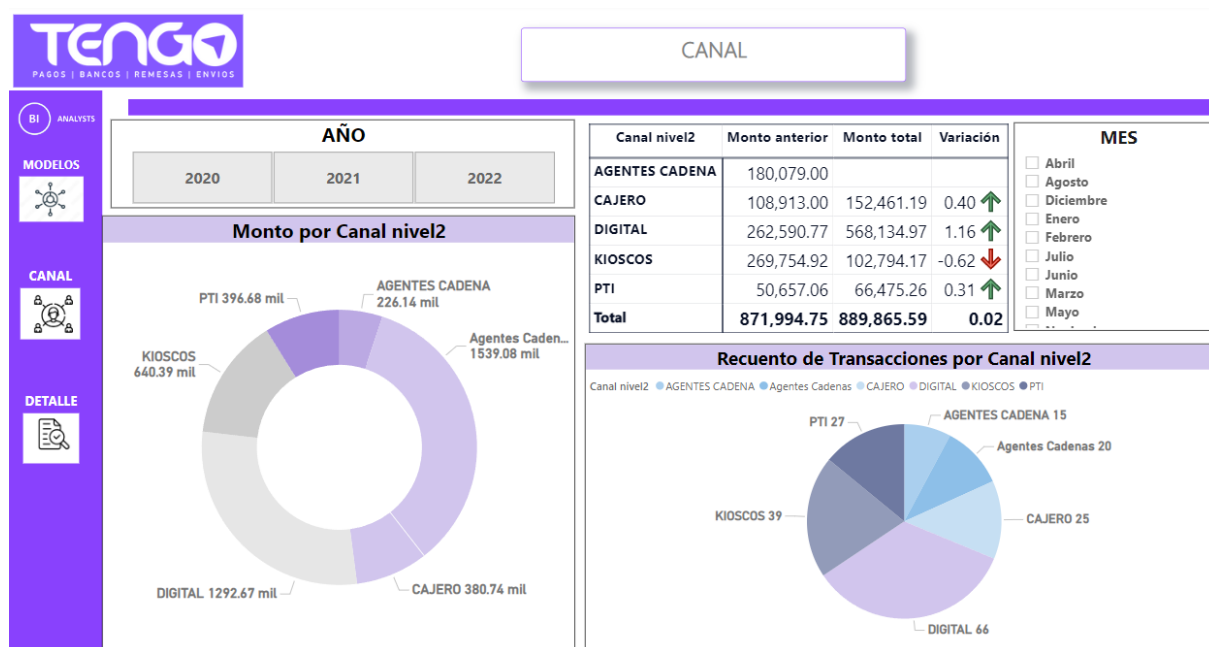 TENGO
PAGOS | BANCOS | REMESAS | ENVIOS
CANAL
BI ANALYSTS
MODELOS
CANAL
DETALLE
AÑO
2020 2021 2022
Canal nivel2 Monto anterior Monto total Variación
AGENTES CADENA 180,079.00
CAJERO 108,913.00 152,461.19 0.40
DIGITAL 262,590.77 568,134.97 1.16
KIOSCOS 269,754.92 102,794.17 -0.62
PTI 50,657.06 66,475.26 0.31
Total 871,994.75 889,865.59 0.02
MES
Abril
Agosto
Diciembre
Enero
Febrero
Julio
Junio
Marzo
Mayo
Monto por Canal nivel2
PTI 396.68 mil
AGENTES CADENA
226.14 mil
Agentes Caden...
1539.08 mil
KIOSCOS
640.39 mil
DIGITAL 1292.67 mil
CAJERO 380.74 mil
Recuento de Transacciones por Canal nivel2
Canal nivel2 AGENTES CADENA Agentes Cadenas CAJERO DIGITAL KIOSCOS PTI
PTI 27
AGENTES CADENA 15
Agentes Cadenas 20
KIOSCOS 39
CAJERO 25
DIGITAL 66